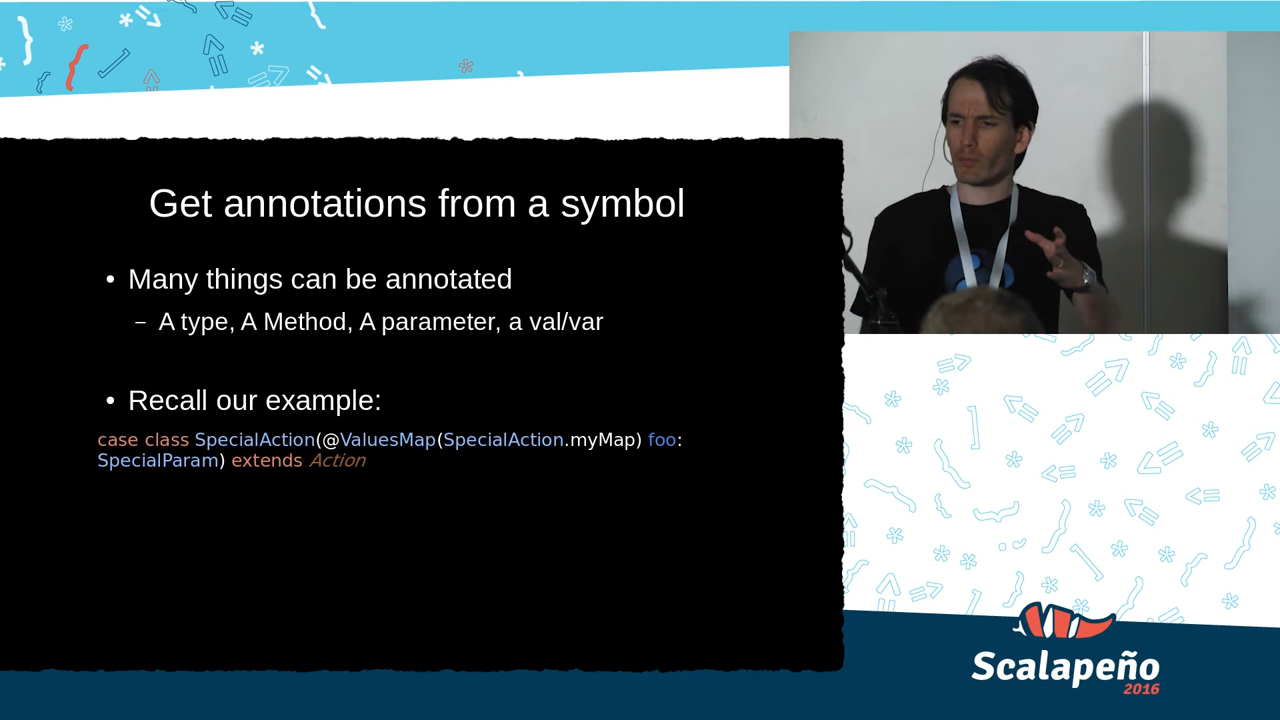 Get annotations from a symbol
• Many things can be annotated
– A type, A Method, A parameter, a val/var
• Recall our example:
case class SpecialAction(@ValuesMap(SpecialAction.myMap) foo:
SpecialParam) extends Action
Scalapeño
2016